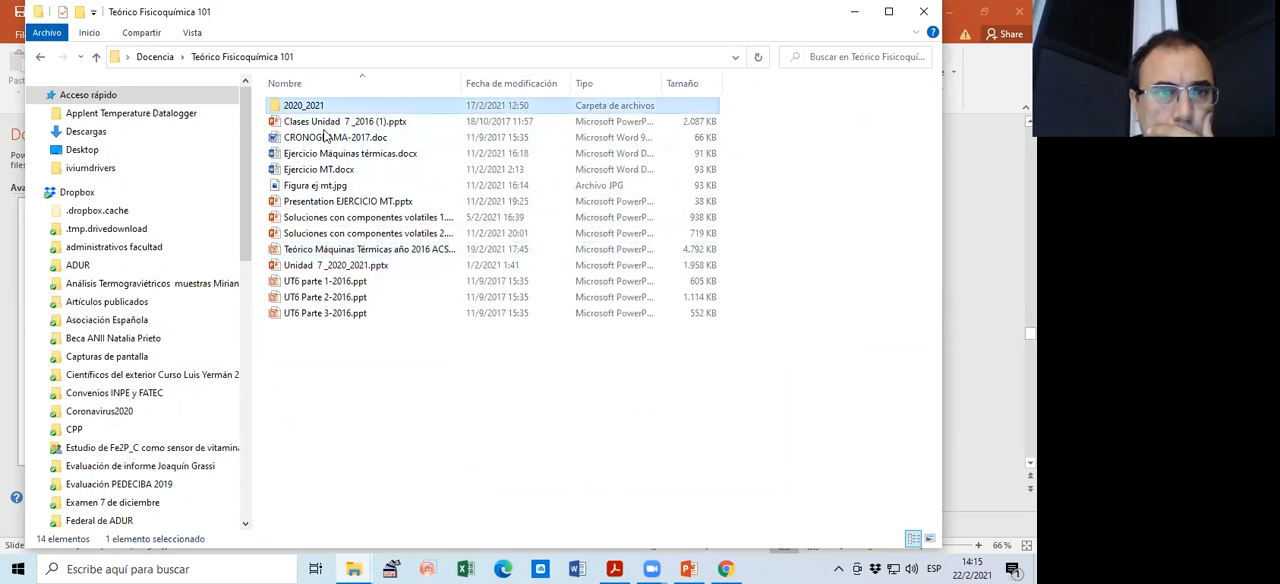 Teórico Fisicoquímica 101
Archivo
Inicio
Compartir
Vista
Share
Docencia
Teórico Fisicoquímica 101
Buscar en Teórico Fisicoquí...
Nombre
Fecha de modificación
Tipo
Tamaño
Acceso rápido
Applent Temperature Datalogger
Descargas
Desktop
iviumdrivers
Dropbox
.dropbox.cache
.tmp.drivedownload
administrativos facultad
ADUR
Análisis Termograviétricos muestras Mirian
Artículos publicados
Asociación Española
Beca ANII Natalia Prieto
Capturas de pantalla
Científicos del exterior Curso Luis Yermán 2
Convenios INPE y FATEC
Coronavirus2020
CPP
Estudio de Fe2P_C como sensor de vitamina
Evaluación de informe Joaquín Grassi
Evaluación PEDECIBA 2019
Examen 7 de diciembre
Federal de ADUR
2020_2021 17/2/2021 12:50 Carpeta de archivos
Clases Unidad 7 _2016 (1).pptx 18/10/2017 11:57 Microsoft PowerP... 2.087 KB
CRONOGRAMA-2017.doc 11/9/2017 15:35 Microsoft Word 9... 66 KB
Ejercicio Máquinas térmicas.docx 11/2/2021 16:18 Microsoft Word D... 91 KB
Ejercicio MT.docx 11/2/2021 2:13 Microsoft Word D... 93 KB
Figura ej mt.jpg 11/2/2021 16:14 Archivo JPG 93 KB
Presentation EJERCICIO MT.pptx 11/2/2021 19:25 Microsoft PowerP... 38 KB
Soluciones con componentes volatiles 1.... 5/2/2021 16:39 Microsoft PowerP... 938 KB
Soluciones con componentes volatiles 2.... 11/2/2021 20:01 Microsoft PowerP... 719 KB
Teórico Máquinas Térmicas año 2016 ACS... 19/2/2021 17:45 Microsoft PowerP... 4.792 KB
Unidad 7 _2020_2021.pptx 1/2/2021 1:41 Microsoft PowerP... 1.958 KB
UT6 parte 1-2016.ppt 11/9/2017 15:35 Microsoft PowerP... 605 KB
UT6 Parte 2-2016.ppt 11/9/2017 15:35 Microsoft PowerP... 1.114 KB
UT6 Parte 3-2016.ppt 11/9/2017 15:35 Microsoft PowerP... 552 KB
14 elementos
1 elemento seleccionado
66 %
Escribe aquí para buscar
ESP
14:15
22/2/2021